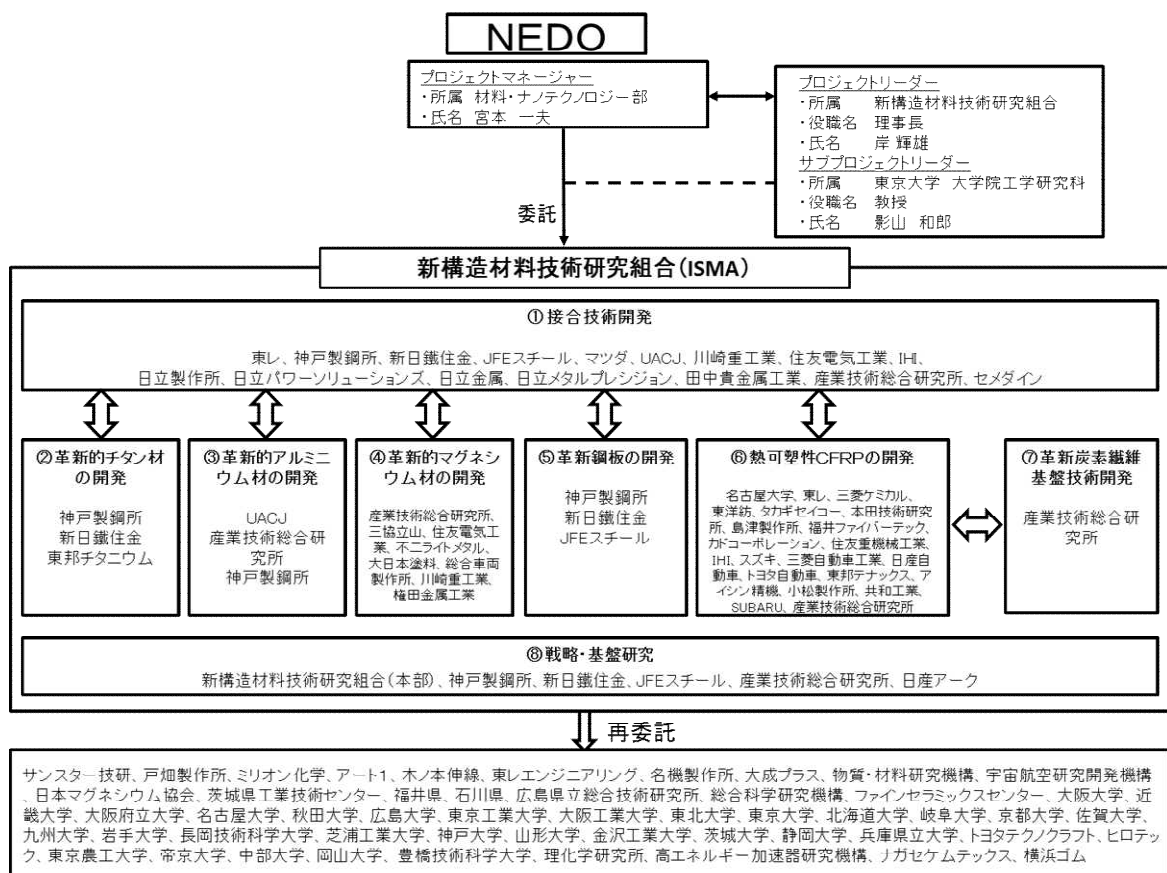 NEDO
プロジェクトマネージャー
・所属 材料・ナノテクノロジー部
・氏名 宮本 一夫
プロジェクトリーダー
・所属 新構造材料技術研究組合
・役職名 理事長
・氏名 岸 輝雄
サブプロジェクトリーダー
・所属 東京大学 大学院工学研究科
・役職名 教授
・氏名 影山 和郎
委託
新構造材料技術研究組合(ISMA)
①接合技術開発
東レ、神戸製鋼所、新日鐵住金、JFEスチール、マツダ、UACJ、川崎重工業、住友電気工業、IHI、
日立製作所、日立パワーソリューションズ、日立金属、日立メタルプレシジョン、田中貴金属工業、産業技術総合研究所、セメダイン
②革新的チタン材
の開発
神戸製鋼所
新日鐵住金
東邦チタニウム
③革新的アルミニ
ウム材の開発
UACJ
産業技術総合研
究所
神戸製鋼所
④革新的マグネシ
ウム材の開発
産業技術総合研究所、
三協立山、住友電気工
業、不二ライトメタル、
大日本塗料、総合車両
製作所、川崎重工業、
権田金属工業
⑤革新鋼板の開発
神戸製鋼所
新日鐵住金
JFEスチール
⑥熱可塑性CFRPの開発
名古屋大学、東レ、三菱ケミカル、
東洋紡、タカギセイコー、本田技術研
究所、島津製作所、福井ファイバーテック、
カドコーポレーション、住友重機械工業、
IHI、スズキ、三菱自動車工業、日産自
動車、トヨタ自動車、東邦テナックス、ア
イシン精機、小松製作所、共和工業、
SUBARU、産業技術総合研究所
⑦革新炭素繊維
基盤技術開発
産業技術総合研
究所
⑧戦略・基盤研究
新構造材料技術研究組合(本部)、神戸製鋼所、新日鐵住金、JFEスチール、産業技術総合研究所、日産アーク
再委託
サンスター技研、戸畑製作所、ミリオン化学、アート1、木ノ本伸線、東レエンジニアリング、名機製作所、大成プラス、物質・材料研究機構、宇宙航空研究開発機構
、日本マグネシウム協会、茨城県工業技術センター、福井県、石川県、広島県立総合技術研究所、総合科学研究機構、ファインセラミックスセンター、大阪大学、近
畿大学、大阪府立大学、名古屋大学、秋田大学、広島大学、東京工業大学、大阪工業大学、東北大学、東京大学、北海道大学、岐阜大学、京都大学、佐賀大学、
九州大学、岩手大学、長岡技術科学大学、芝浦工業大学、神戸大学、山形大学、金沢工業大学、茨城大学、静岡大学、兵庫県立大学、トヨタテクノクラフト、ヒロテッ
ク、東京農工大学、帝京大学、中部大学、岡山大学、豊橋技術科学大学、理化学研究所、高エネルギー加速器研究機構、ナガセケムテックス、横浜ゴム